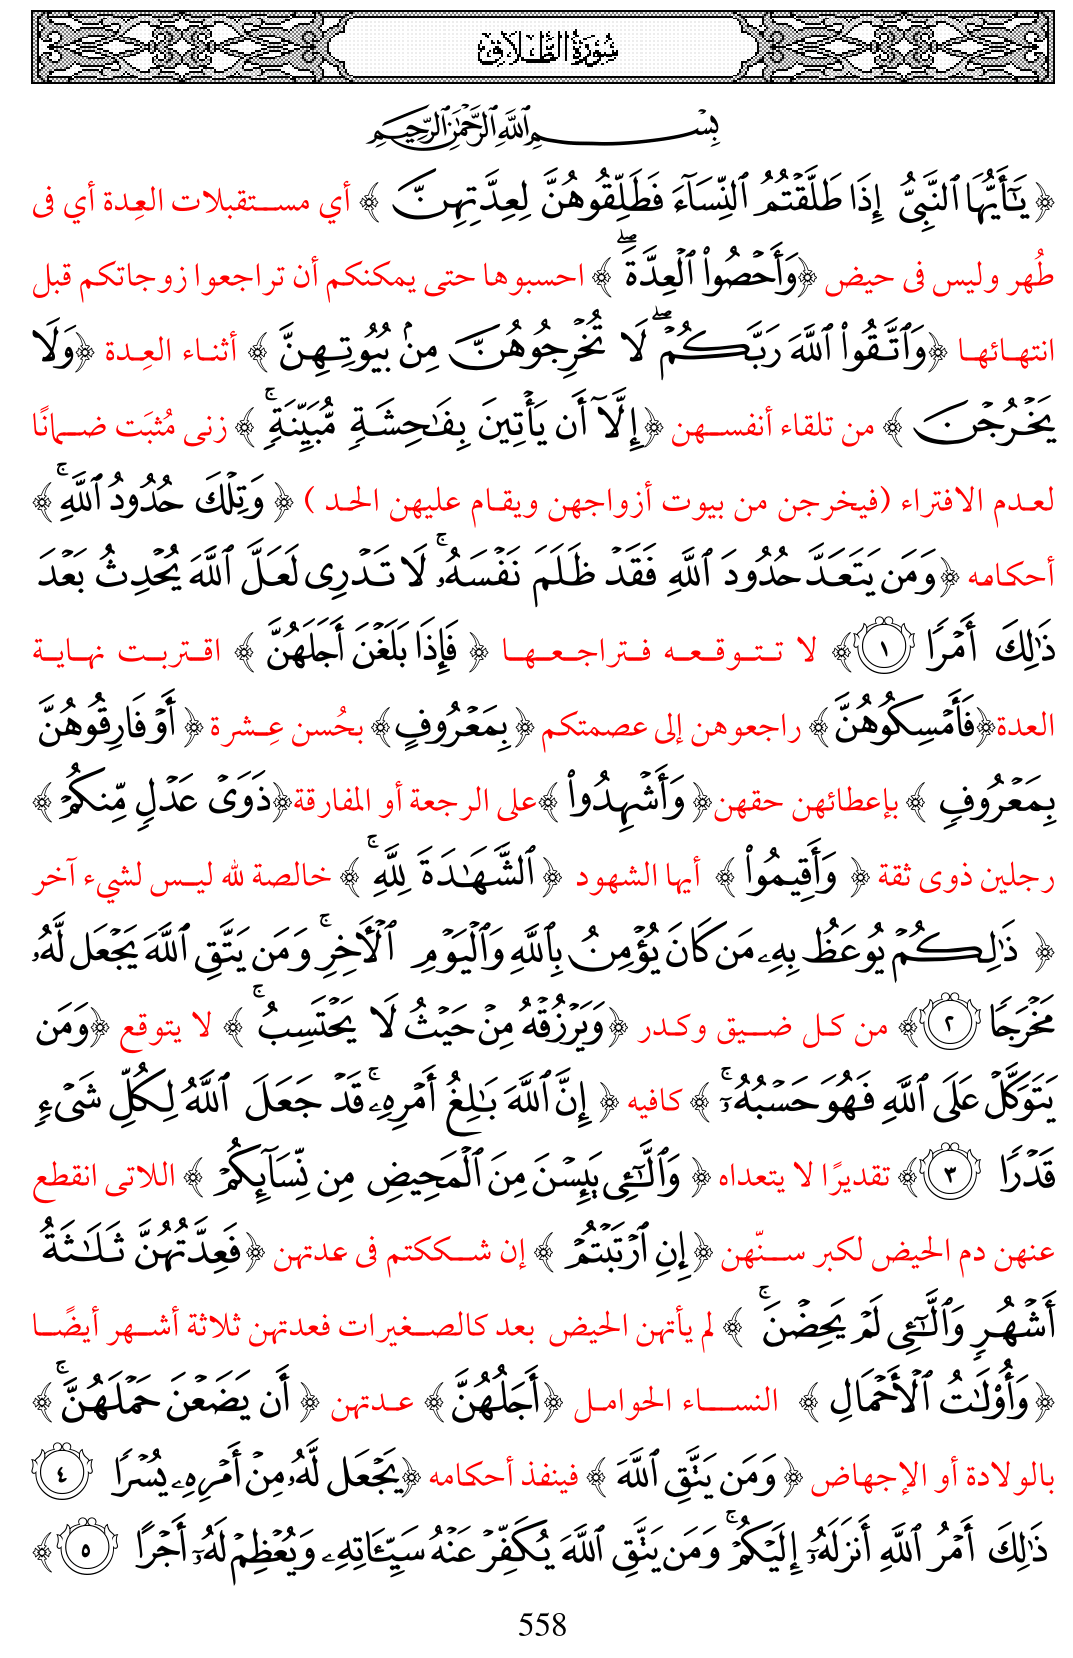 سُورَةُ الطَّلَاقِ
بِسْمِ ٱللَّهِ ٱلرَّحْمَٰنِ ٱلرَّحِيمِ
﴿ يَٰٓأَيُّهَا ٱلنَّبِىُّ إِذَا طَلَّقْتُمُ ٱلنِّسَآءَ فَطَلِّقُوهُنَّ لِعِدَّتِهِنَّ ﴾ أي مستقبلات العِدة أي فى
طُهر وليس فى حيض ﴿وَأَحْصُوا۟ ٱلْعِدَّةَ ۖ ﴾ احسبوها حتى يمكنكم أن تراجعوا زوجاتكم قبل
انتهائها ﴿وَٱتَّقُوا۟ ٱللَّهَ رَبَّكُمْ ۖ لَا تُخْرِجُوهُنَّ مِنۢ بُيُوتِهِنَّ ﴾ أثناء العِدة ﴿وَلَا
يَخْرُجْنَ ﴾ من تلقاء أنفسهن ﴿إِلَّآ أَن يَأْتِينَ بِفَٰحِشَةٍ مُّبَيِّنَةٍ ۚ ﴾ زنى مُثبَت ضمانًا
لعدم الافتراء (فيخرجن من بيوت أزواجهن ويقام عليهن الحد ) ﴿ وَتِلْكَ حُدُودُ ٱللَّهِ ۚ ﴾
أحكامه ﴿وَمَن يَتَعَدَّ حُدُودَ ٱللَّهِ فَقَدْ ظَلَمَ نَفْسَهُۥ ۚ لَا تَدْرِى لَعَلَّ ٱللَّهَ يُحْدِثُ بَعْدَ
ذَٰلِكَ أَمْرًا ١﴾ لا تتوقعه فتراجعها ﴿ فَإِذَا بَلَغْنَ أَجَلَهُنَّ ﴾ اقتربت نهاية
العدة﴿فَأَمْسِكُوهُنَّ﴾ راجعوهن إلى عصمتكم ﴿بِمَعْرُوفٍ﴾ بحُسن عِشرة ﴿ أَوْ فَارِقُوهُنَّ
بِمَعْرُوفٍ ﴾ بإعطائهن حقهن﴿ وَأَشْهِدُوا۟ ﴾على الرجعة أو المفارقة﴿ذَوَىْ عَدْلٍ مِّنكُمْ ﴾
رجلين ذوى ثقة ﴿ وَأَقِيمُوا۟ ﴾ أيها الشهود ﴿ ٱلشَّهَٰدَةَ لِلَّهِ ۚ ﴾ خالصة لله ليس لشيء آخر
﴿ ذَٰلِكُمْ يُوعَظُ بِهِۦ مَن كَانَ يُؤْمِنُ بِٱللَّهِ وَٱلْيَوْمِ ٱلْـَٔاخِرِ ۚ وَمَن يَتَّقِ ٱللَّهَ يَجْعَل لَّهُۥ
مَخْرَجًا ٢﴾ من كل ضيق وكدر ﴿وَيَرْزُقْهُ مِنْ حَيْثُ لَا يَحْتَسِبُ ۚ ﴾ لا يتوقع ﴿وَمَن
يَتَوَكَّلْ عَلَى ٱللَّهِ فَهُوَ حَسْبُهُۥٓ ۚ ﴾ كافيه ﴿ إِنَّ ٱللَّهَ بَٰلِغُ أَمْرِهِۦ ۚ قَدْ جَعَلَ ٱللَّهُ لِكُلِّ شَىْءٍ
قَدْرًا ٣﴾ تقديرًا لا يتعداه ﴿ وَٱلَّٰٓـِٔى يَئِسْنَ مِنَ ٱلْمَحِيضِ مِن نِّسَآئِكُمْ ﴾ اللاتى انقطع
عنهن دم الحيض لكبر سنّهن ﴿إِنِ ٱرْتَبْتُمْ ﴾ إن شككتم فى عدتهن ﴿فَعِدَّتُهُنَّ ثَلَٰثَةُ
أَشْهُرٍ وَٱلَّٰٓـِٔى لَمْ يَحِضْنَ ۚ ﴾ لم يأتهن الحيض بعد كالصغيرات فعدتهن ثلاثة أشهر أيضًا
﴿وَأُو۟لَٰتُ ٱلْأَحْمَالِ ﴾ النساء الحوامل ﴿أَجَلُهُنَّ ﴾ عدتهن ﴿ أَن يَضَعْنَ حَمْلَهُنَّ ۚ ﴾
بالولادة أو الإجهاض ﴿ وَمَن يَتَّقِ ٱللَّهَ ﴾ فينفذ أحكامه ﴿يَجْعَل لَّهُۥ مِنْ أَمْرِهِۦ يُسْرًا ٤
ذَٰلِكَ أَمْرُ ٱللَّهِ أَنزَلَهُۥٓ إِلَيْكُمْ ۚ وَمَن يَتَّقِ ٱللَّهَ يُكَفِّرْ عَنْهُ سَيِّـَٔاتِهِۦ وَيُعْظِمْ لَهُۥٓ أَجْرًا ٥ ﴾
558